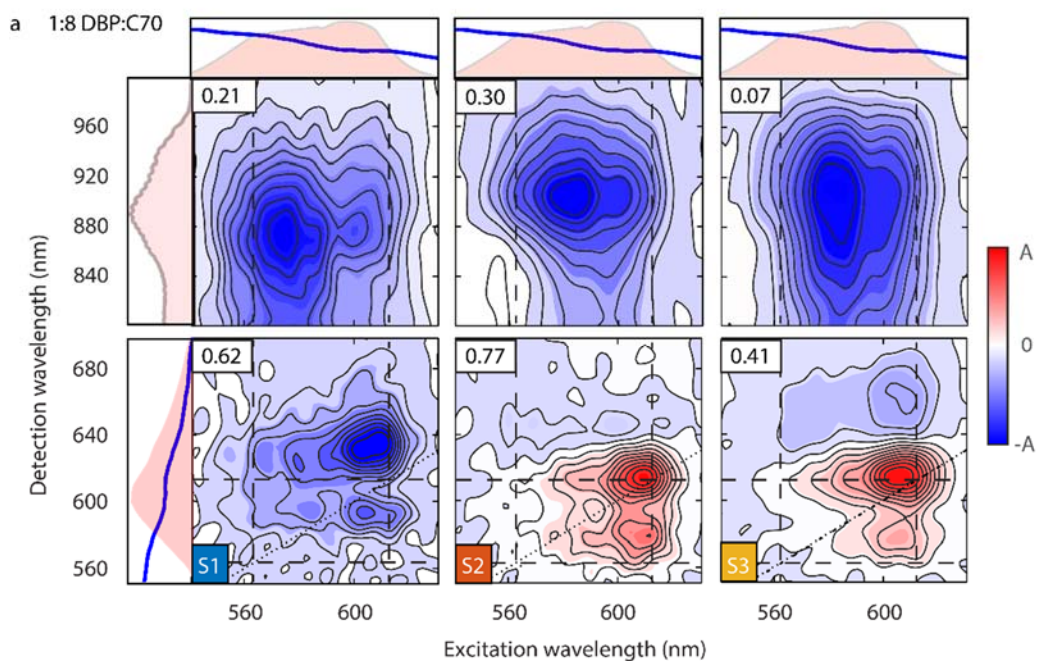 a 1:8 DBP:C70
0.21 0.30 0.07
960
920
880
840
Detection wavelength (nm)
A
0
-A
0.62 0.77 0.41
680
640
600
560
S1 S2 S3
560 600 560 600 560 600
Excitation wavelength (nm)